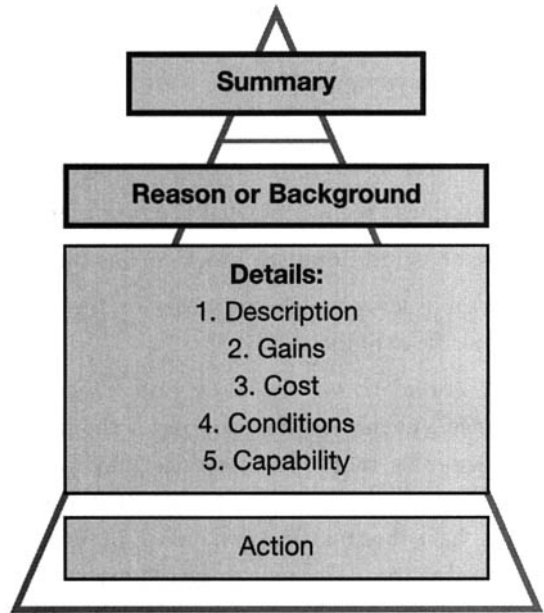 Summary
Reason or Background
Details:
1. Description
2. Gains
3. Cost
4. Conditions
5. Capability
Action